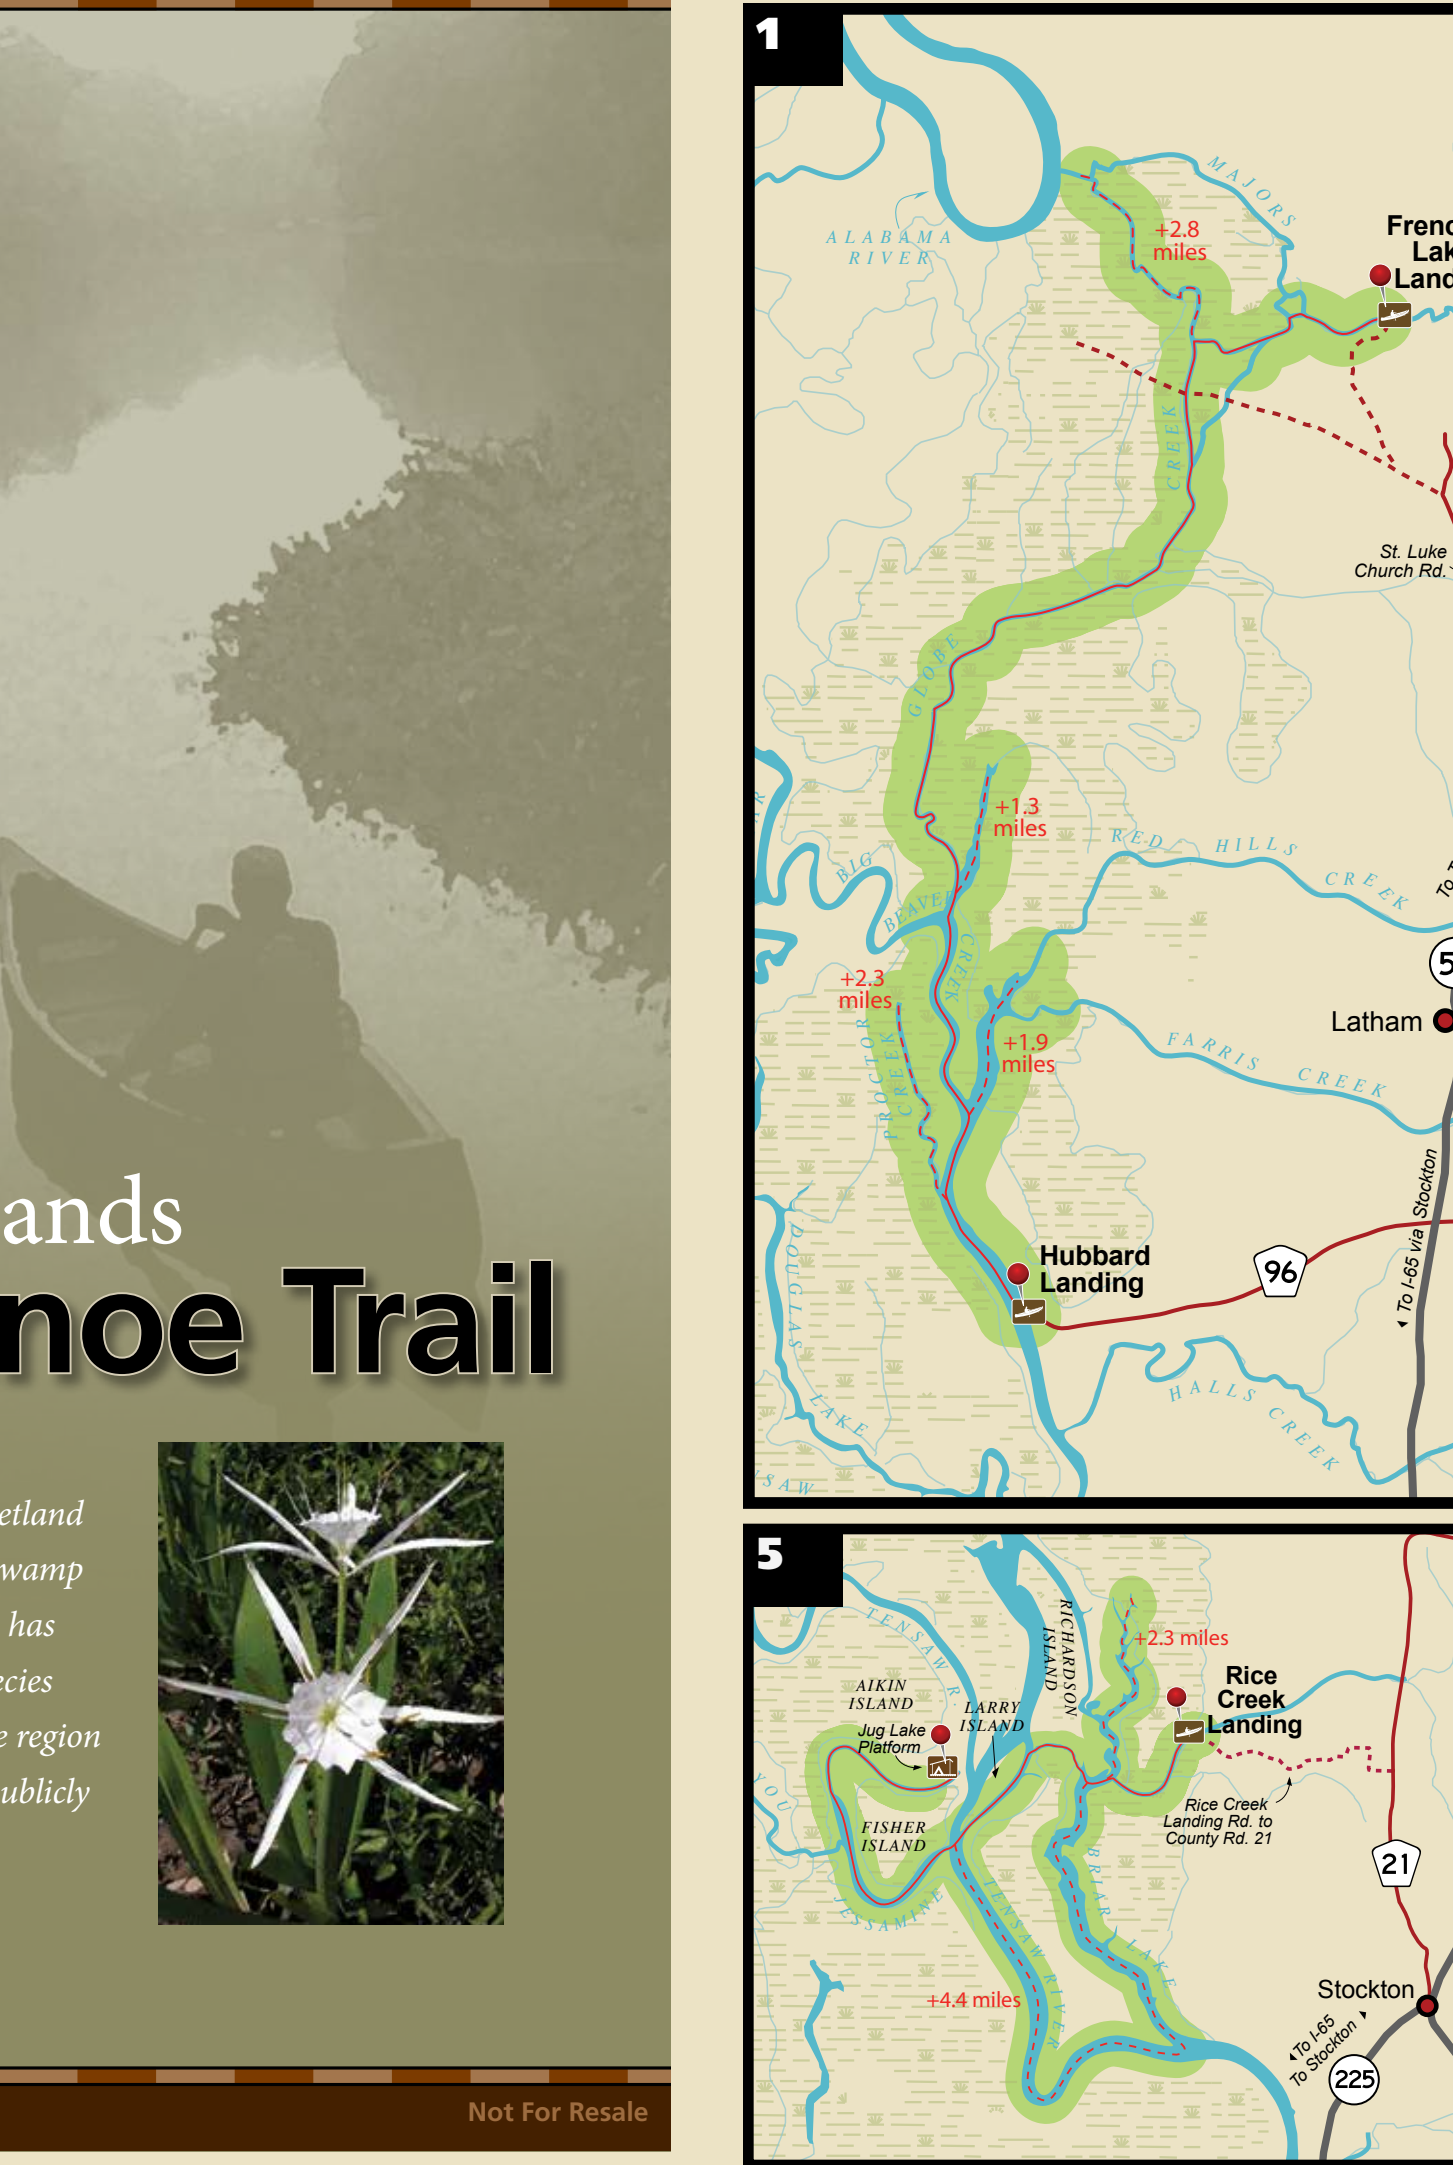 ands
noe Trail
etland
wamp
has
ecies
e region
ublicly
Not For Resale
1
ALABAMA
RIVER
MAJORS
CREEK
+2.8
miles
Frenc
Lak
Land
St. Luke
Church Rd.
GLOBE
CREEK
+1.3
miles
BIG
BEAVER
CREEK
RED HILLS
CREEK
+2.3
miles
PROCTOR
CREEK
+1.9
miles
FARRIS
CREEK
5
Latham
To I-65 via Stockton
Hubbard
Landing
96
DOUGLAS
LAKE
HALLS
CREEK
SAW
5
TENSAW R.
RICHARDSON
ISLAND
+2.3 miles
AIKIN
ISLAND
LARRY
ISLAND
Jug Lake
Platform
Rice
Creek
Landing
FISHER
ISLAND
Rice Creek
Landing Rd. to
County Rd. 21
YOU
JESSAMINE
TENSAW RIVER
BRIAR LAKE
21
+4.4 miles
Stockton
To I-65
To Stockton
225